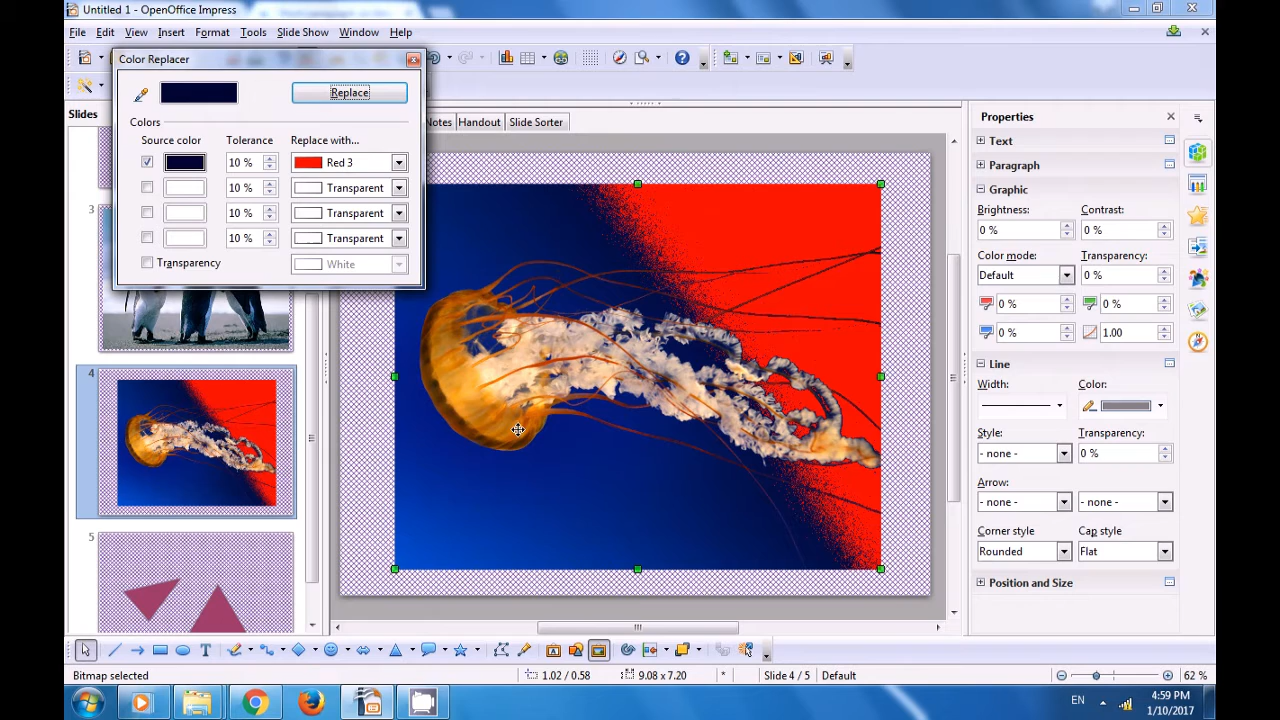 Untitled 1 - OpenOffice Impress
File Edit View Insert Format Tools Slide Show Window Help
Color Replacer
Replace
Colors
Source color Tolerance Replace with...
10 % Red 3
10 % Transparent
10 % Transparent
10 % Transparent
Transparency White
Slides
Notes Handout Slide Sorter
3
4
5
Properties
Text
Paragraph
Graphic
Brightness: Contrast:
0 % 0 %
Color mode: Transparency:
Default 0 %
0 % 0 %
0 % 1.00
Line
Width: Color:
Style: Transparency:
- none - 0 %
Arrow:
- none - - none -
Corner style Cap style
Rounded Flat
Position and Size
Bitmap selected 1.02 / 0.58 9.08 x 7.20 * Slide 4 / 5 Default 62 %
EN 4:59 PM
1/10/2017